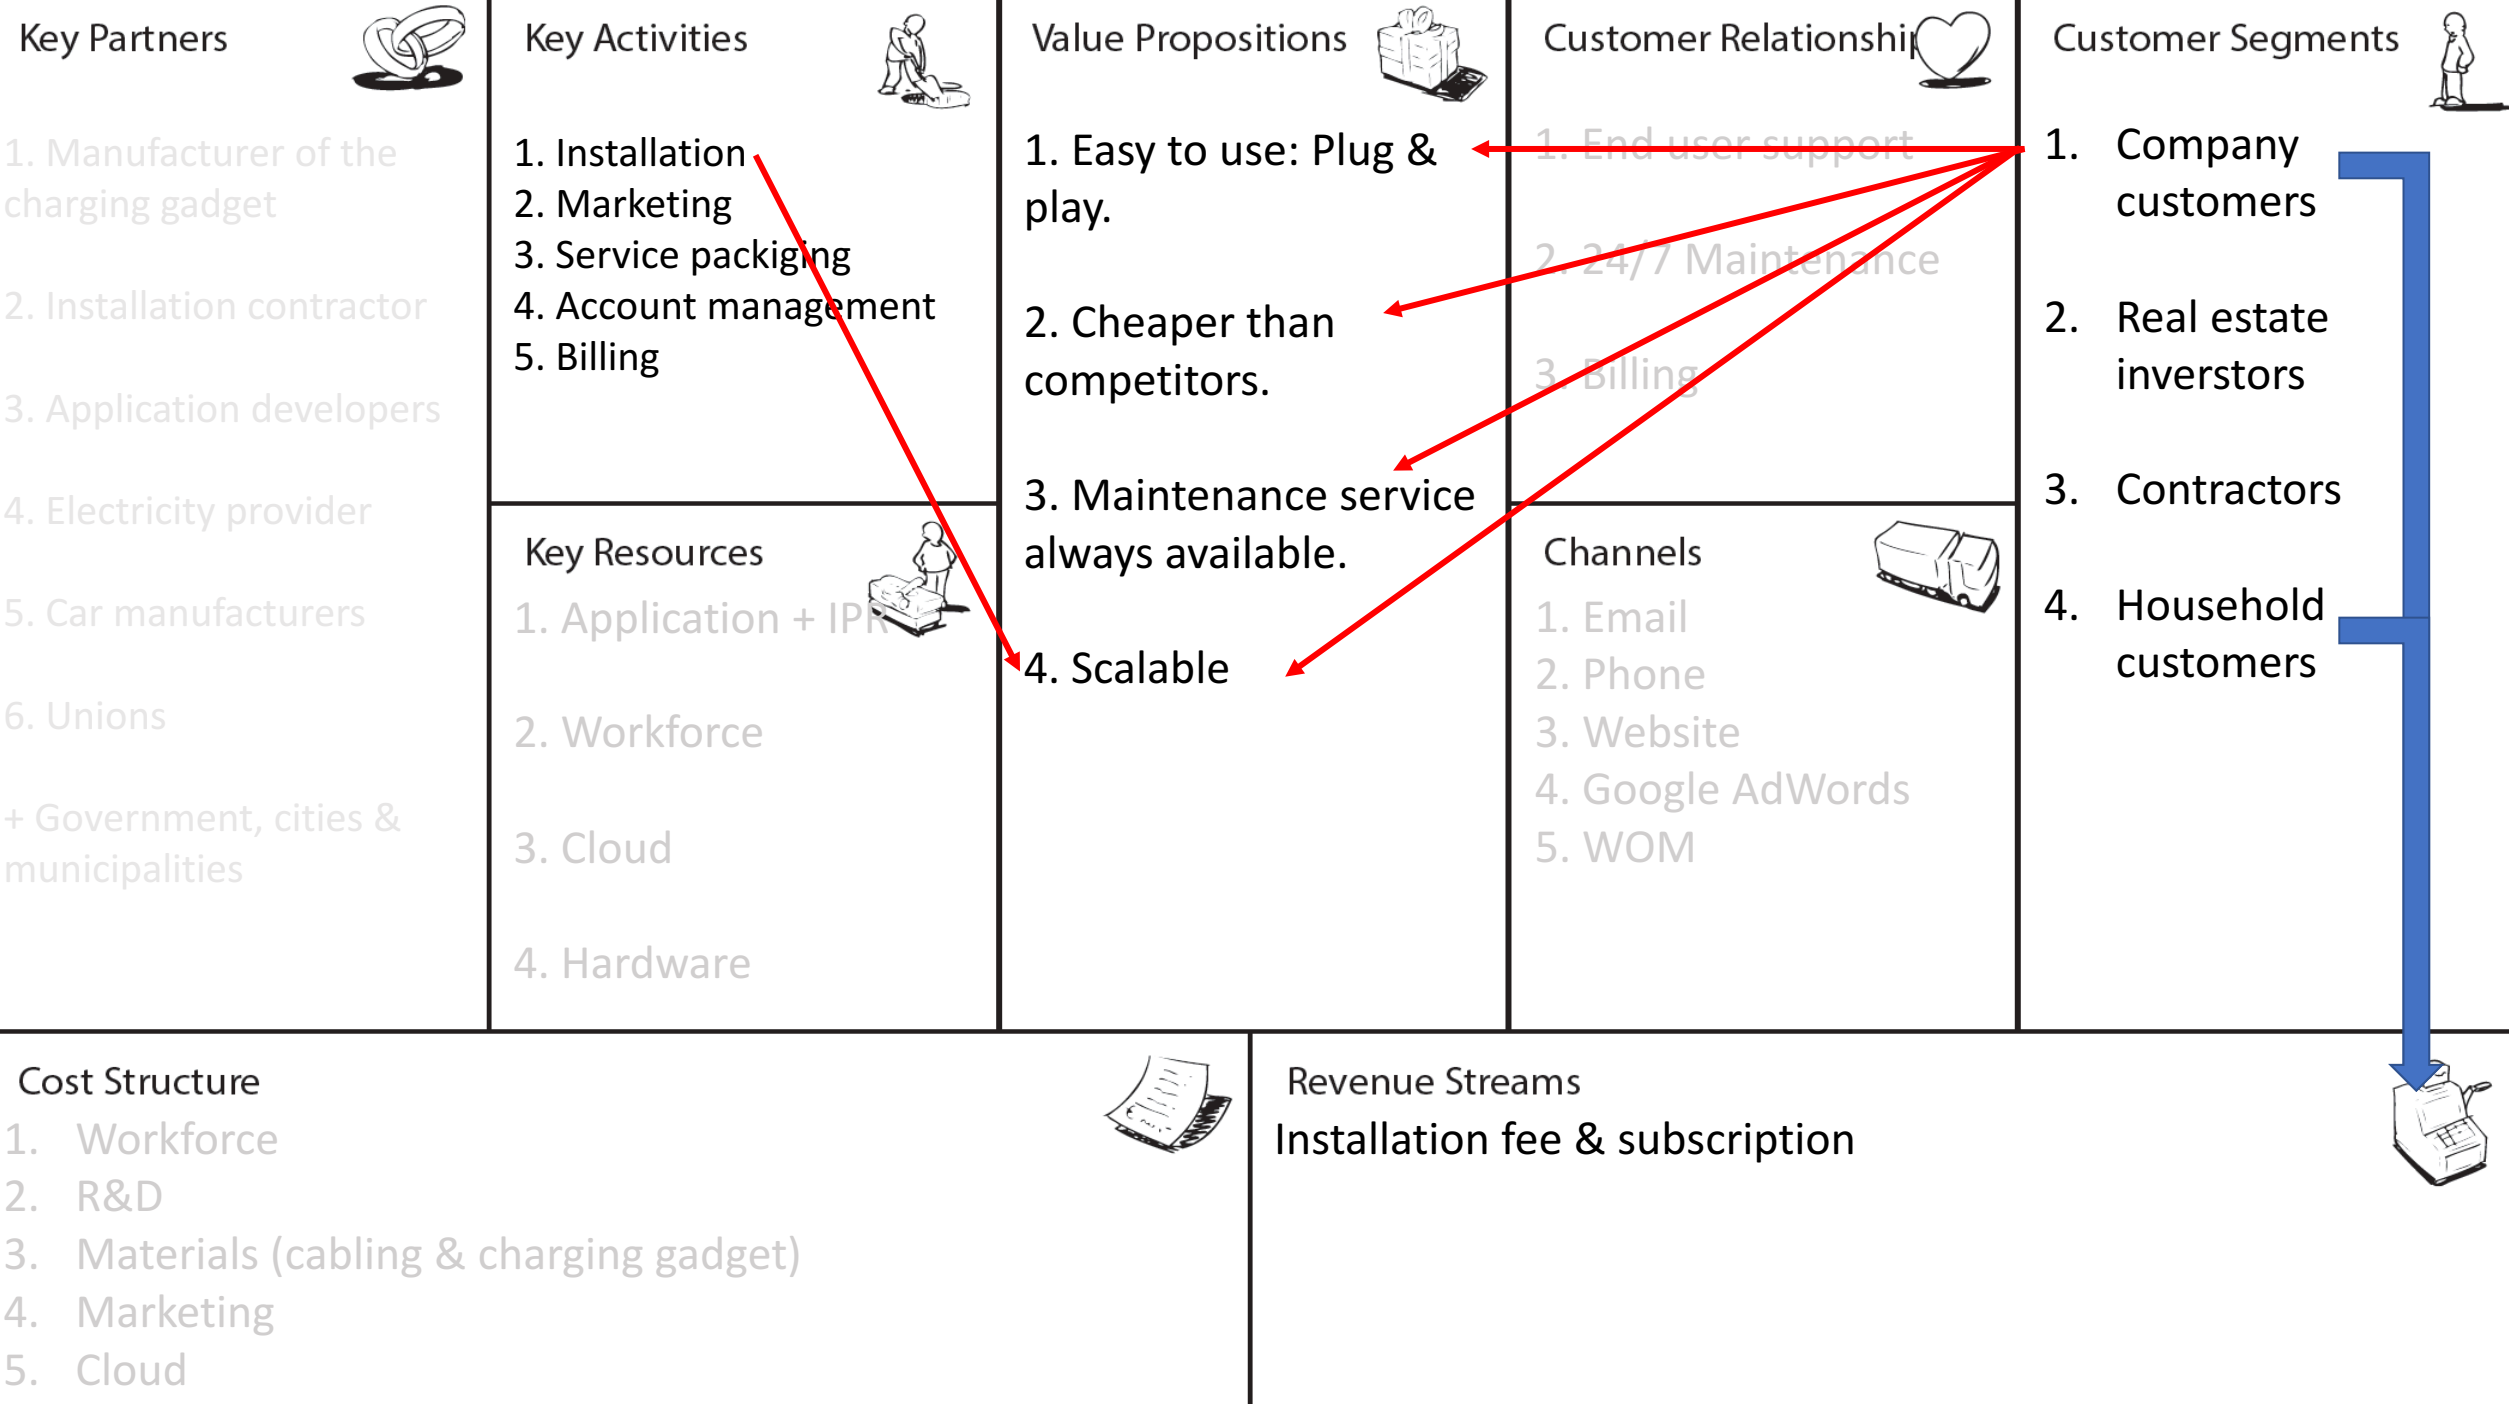 Key Partners
1. Manufacturer of the
charging gadget
2. Installation contractor
3. Application developers
4. Electricity provider
5. Car manufacturers
6. Unions
+ Government, cities &
municipalities
Key Activities
1. Installation
2. Marketing
3. Service packiging
4. Account management
5. Billing
Key Resources
1. Application + IPR
2. Workforce
3. Cloud
4. Hardware
Value Propositions
1. Easy to use: Plug &
play.
2. Cheaper than
competitors.
3. Maintenance service
always available.
4. Scalable
Customer Relationship
1. End user support
2. 24/7 Maintenance
3. Billing
Channels
1. Email
2. Phone
3. Website
4. Google AdWords
5. WOM
Customer Segments
1. Company
customers
2. Real estate
inverstors
3. Contractors
4. Household
customers
Cost Structure
1. Workforce
2. R&D
3. Materials (cabling & charging gadget)
4. Marketing
5. Cloud
Revenue Streams
Installation fee & subscription